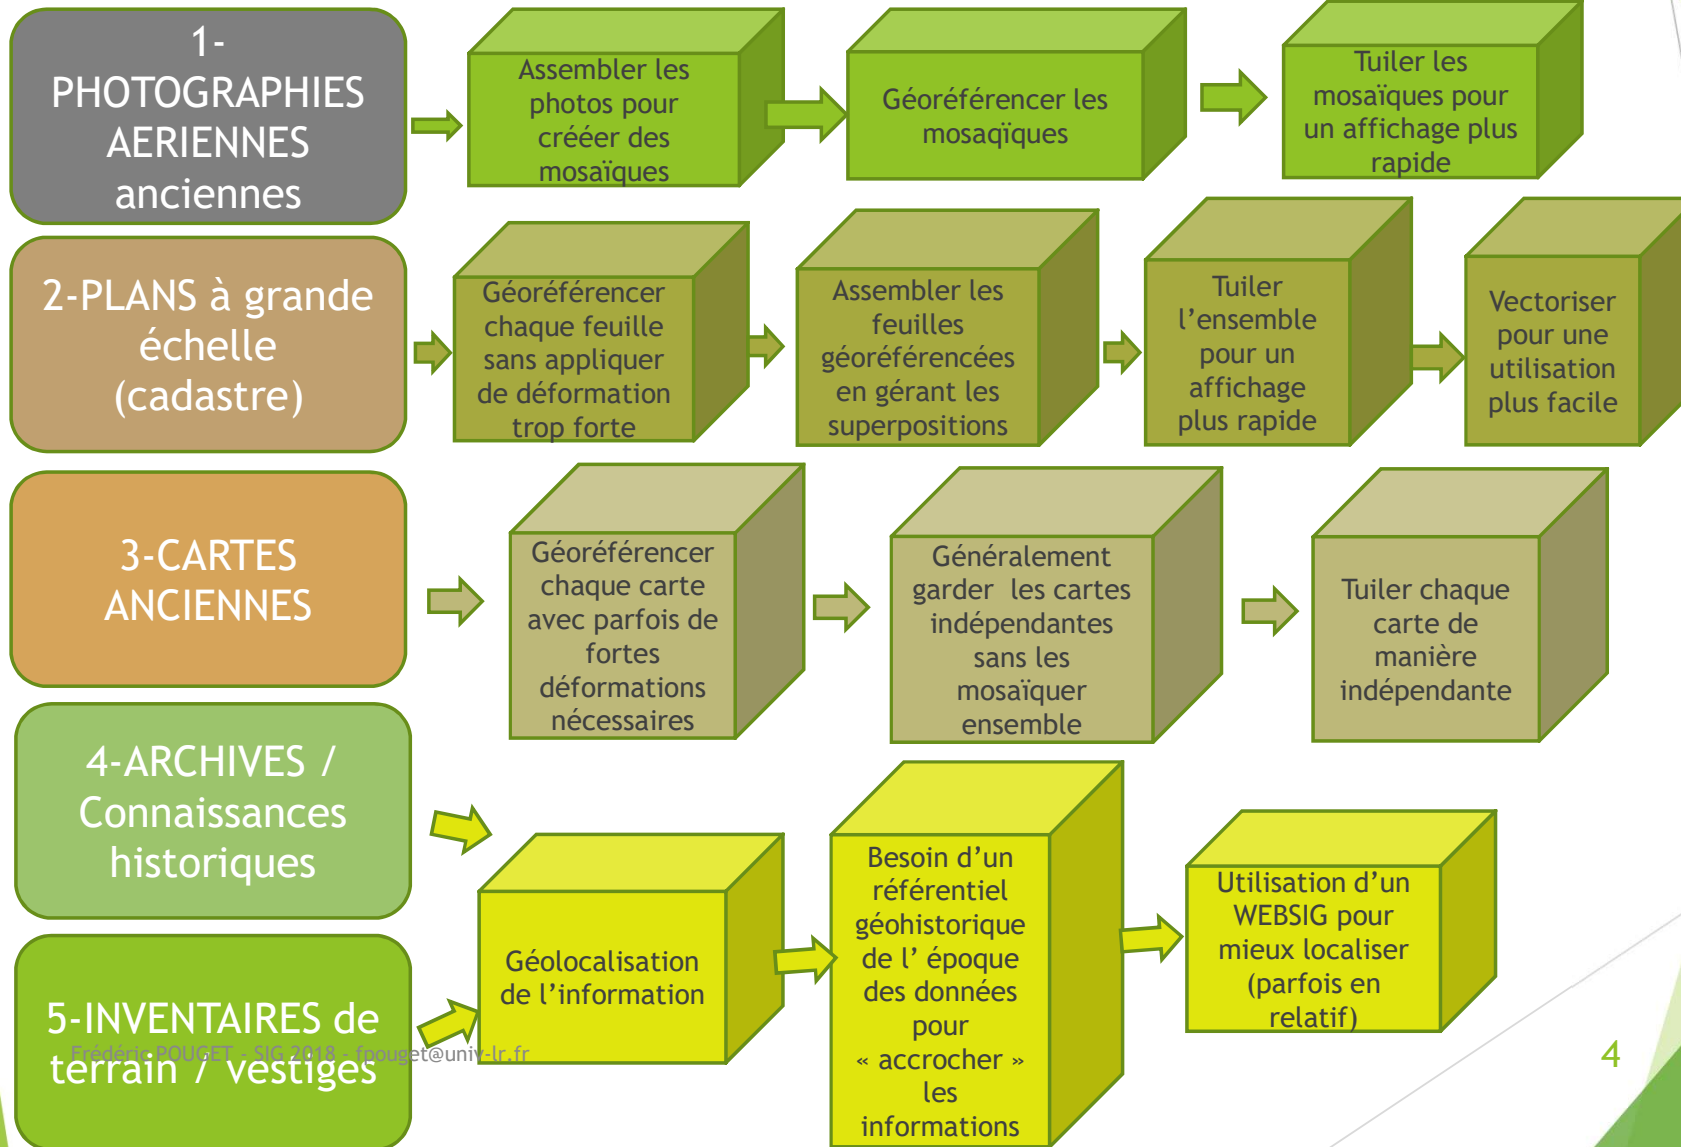 1-
PHOTOGRAPHIES
AERIENNES
anciennes
Assembler les
photos pour
crééer des
mosaïques
Géoréférencer les
mosaqïques
Tuiler les
mosaïques pour
un affichage plus
rapide
2-PLANS à grande
échelle
(cadastre)
Géoréférencer
chaque feuille
sans appliquer
de déformation
trop forte
Assembler les
feuilles
géoréférencées
en gérant les
superpositions
Tuiler
l’ensemble
pour un
affichage
plus rapide
Vectoriser
pour une
utilisation
plus facile
3-CARTES
ANCIENNES
Géoréférencer
chaque carte
avec parfois de
fortes
déformations
nécessaires
Généralement
garder les cartes
indépendantes
sans les
mosaïquer
ensemble
Tuiler chaque
carte de
manière
indépendante
4-ARCHIVES /
Connaissances
historiques
5-INVENTAIRES de
terrain / vestiges
Géolocalisation
de l’information
Besoin d’un
référentiel
géohistorique
de l’ époque
des données
pour
« accrocher »
les
informations
Utilisation d’un
WEBSIG pour
mieux localiser
(parfois en
relatif)
Frédéric POUGET - SIG 2018 - fpouget@univ-lr.fr
4